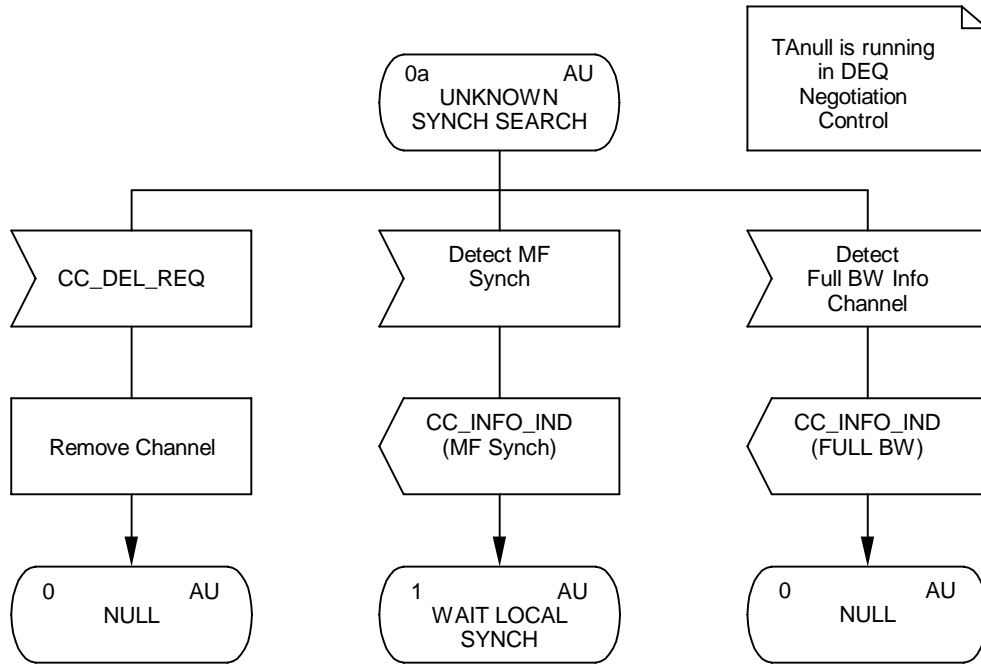 TAnull is running
in DEQ
Negotiation
Control
0a AU
UNKNOWN
SYNCH SEARCH
CC_DEL_REQ
Detect MF
Synch
Detect
Full BW Info
Channel
Remove Channel
CC_INFO_IND
(MF Synch)
CC_INFO_IND
(FULL BW)
0 AU
NULL
1 AU
WAIT LOCAL
SYNCH
0 AU
NULL